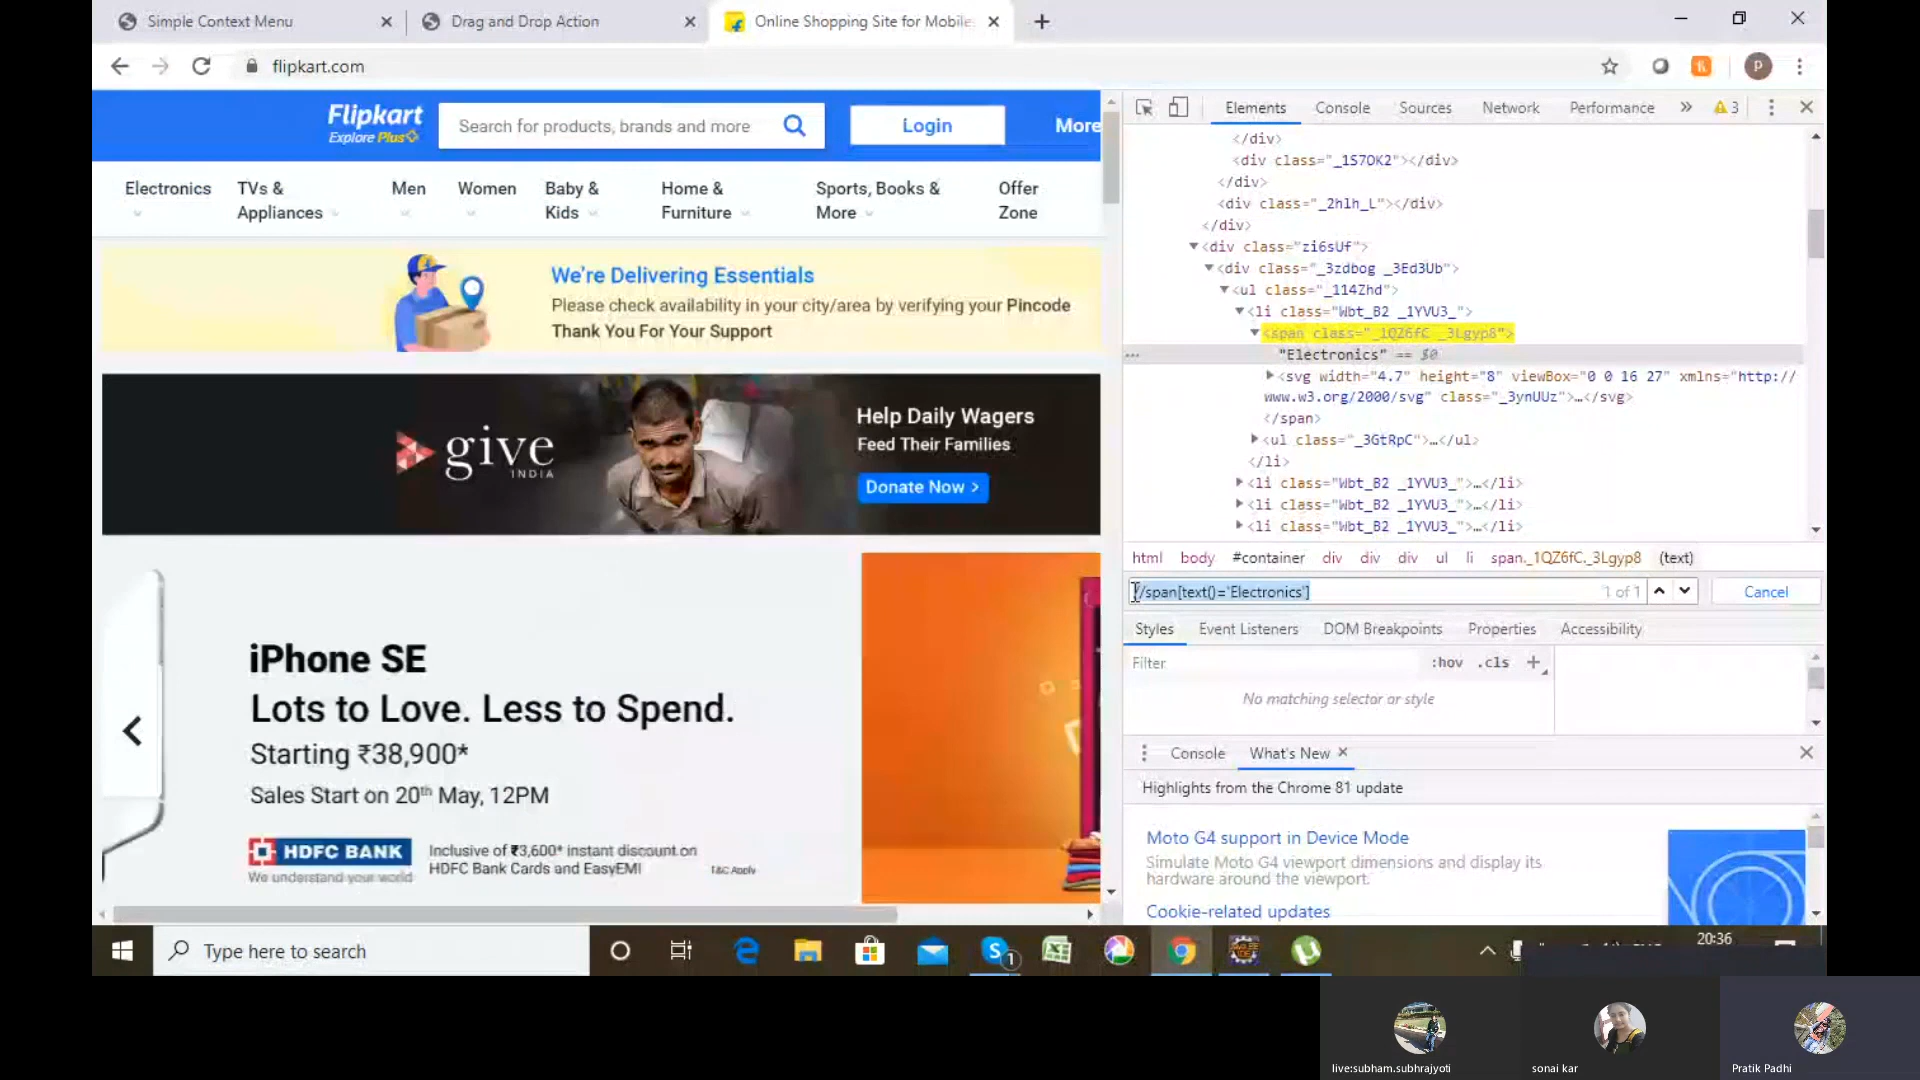 Simple Context Menu
Drag and Drop Action
Online Shopping Site for Mobile
flipkart.com
P
Flipkart
Explore Plus
Search for products, brands and more
Login
More
Electronics
TVs &
Appliances
Men
Women
Baby &
Kids
Home &
Furniture
Sports, Books &
More
Offer
Zone
We're Delivering Essentials
Please check availability in your city/area by verifying your Pincode
Thank You For Your Support
give
INDIA
Help Daily Wagers
Feed Their Families
Donate Now >
iPhone SE
Lots to Love. Less to Spend.
Starting ₹38,900*
Sales Start on 20th May, 12PM
HDFC BANK
We understand your world
Inclusive of ₹3,600* instant discount on
HDFC Bank Cards and EasyEMI
T&C Apply
Elements
Console
Sources
Network
Performance
»
3
</div>
<div class="_1S7OK2"></div>
</div>
<div class="_2hlh_L"></div>
</div>
<div class="zi6sUf">
<div class="_3zdbog _3Ed3Ub">
<ul class="_114Zhd">
<li class="Wbt_B2 _1YVU3_">
<span class="_1QZ6fC _3Lgyp8">
"Electronics" == $0
<svg width="4.7" height="8" viewBox="0 0 16 27" xmlns="http://
www.w3.org/2000/svg" class="_3ynUUz">…</svg>
</span>
<ul class="_3GtRpC">…</ul>
</li>
<li class="Wbt_B2 _1YVU3_">…</li>
<li class="Wbt_B2 _1YVU3_">…</li>
<li class="Wbt_B2 _1YVU3_">…</li>
html body #container div div div ul li span._1QZ6fC._3Lgyp8 (text)
//span[text()='Electronics']
1 of 1
Cancel
Styles
Event Listeners
DOM Breakpoints
Properties
Accessibility
Filter
:hov .cls +
No matching selector or style
Console
What's New
Highlights from the Chrome 81 update
Moto G4 support in Device Mode
Simulate Moto G4 viewport dimensions and display its
hardware around the viewport.
Cookie-related updates
Type here to search
1
20:36
live:subham.subhrajyoti
sonai kar
Pratik Padhi